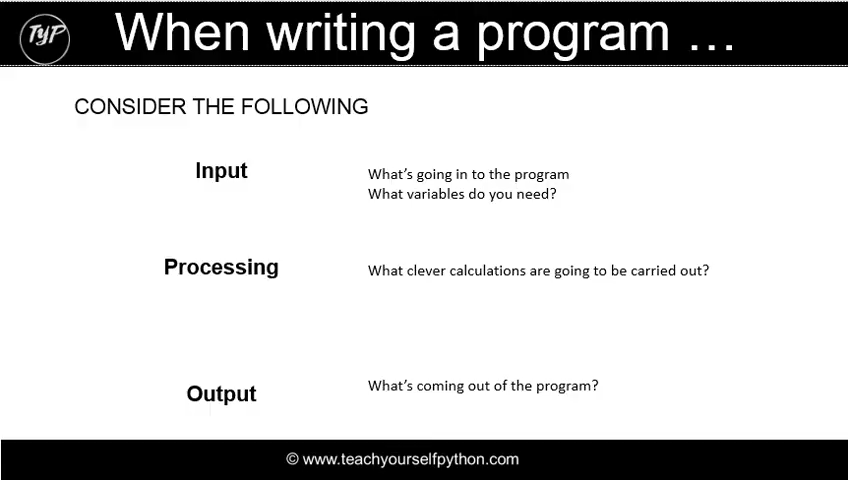 TyP
When writing a program ...
CONSIDER THE FOLLOWING
Input
What's going in to the program
What variables do you need?
Processing
What clever calculations are going to be carried out?
Output
What's coming out of the program?
© www.teachyourselfpython.com